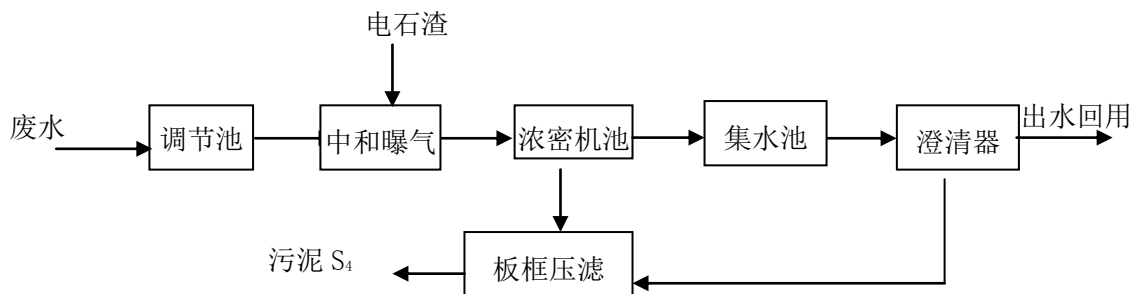 电石渣
废水
调节池
中和曝气
浓密机池
集水池
澄清器
出水回用
污泥 S₄
板框压滤